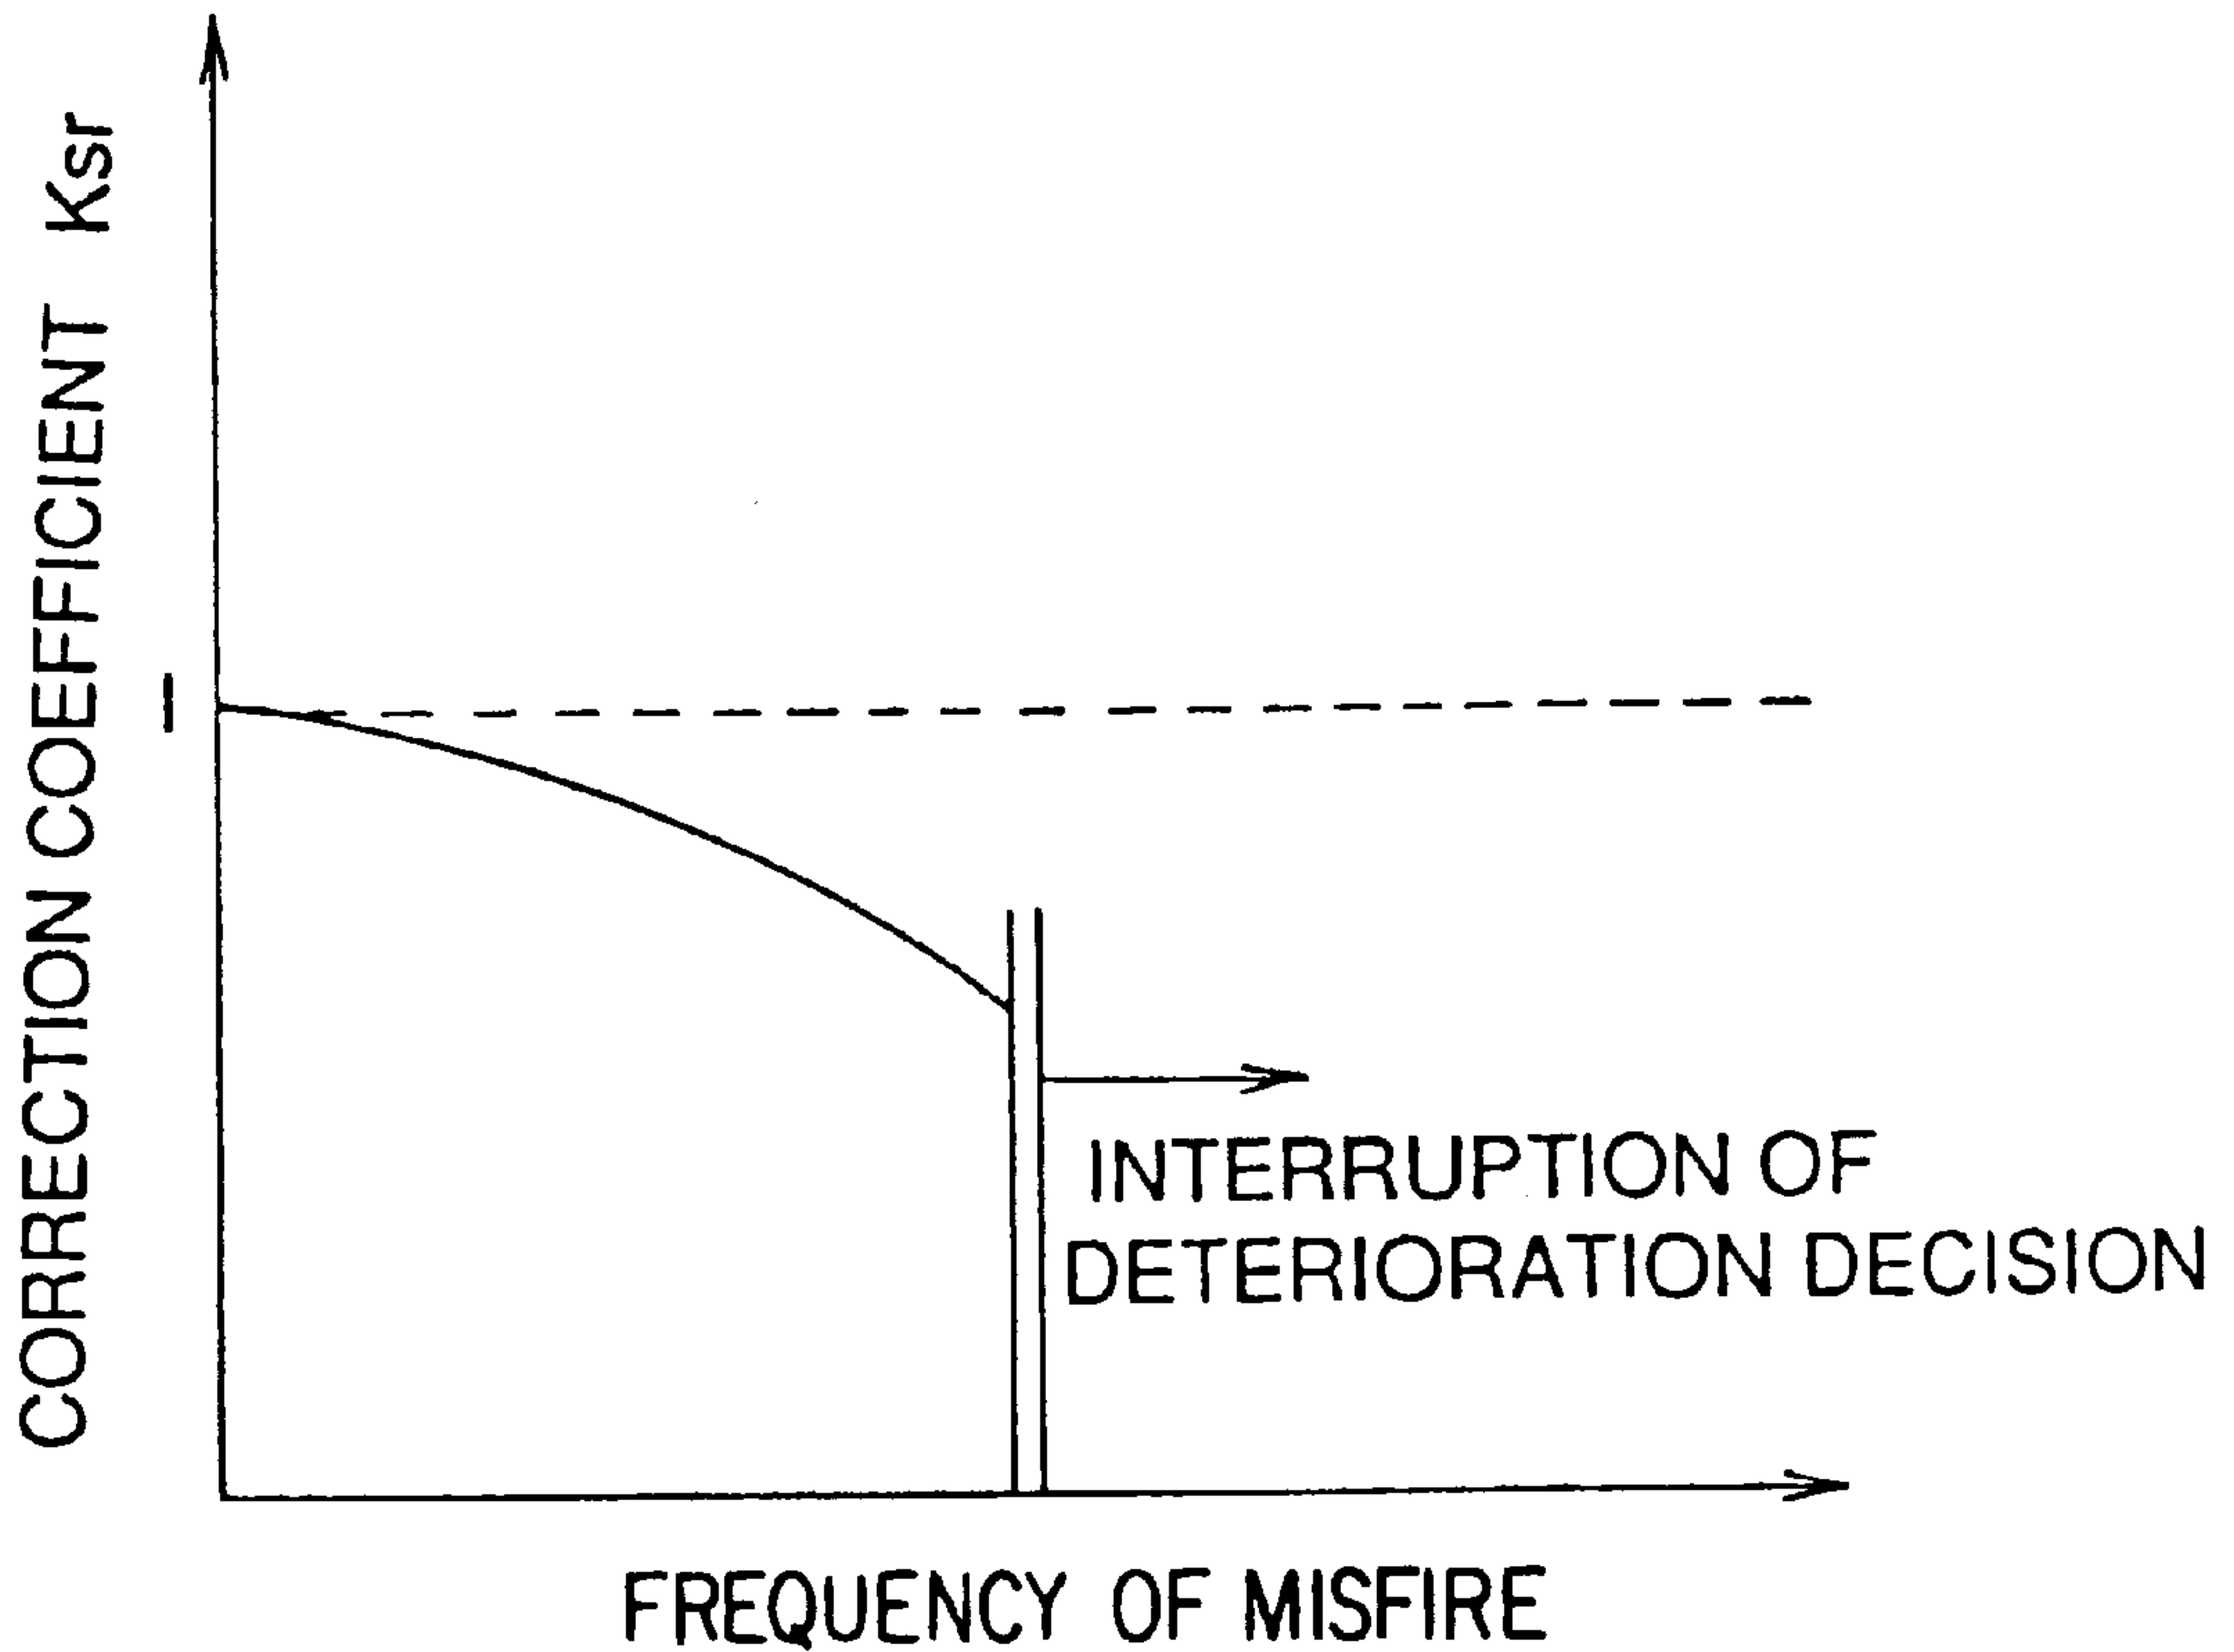 CORRECTION COEFFICIENT Ksr
1
INTERRUPTION OF
DETERIORATION DECISION
FREQUENCY OF MISFIRE